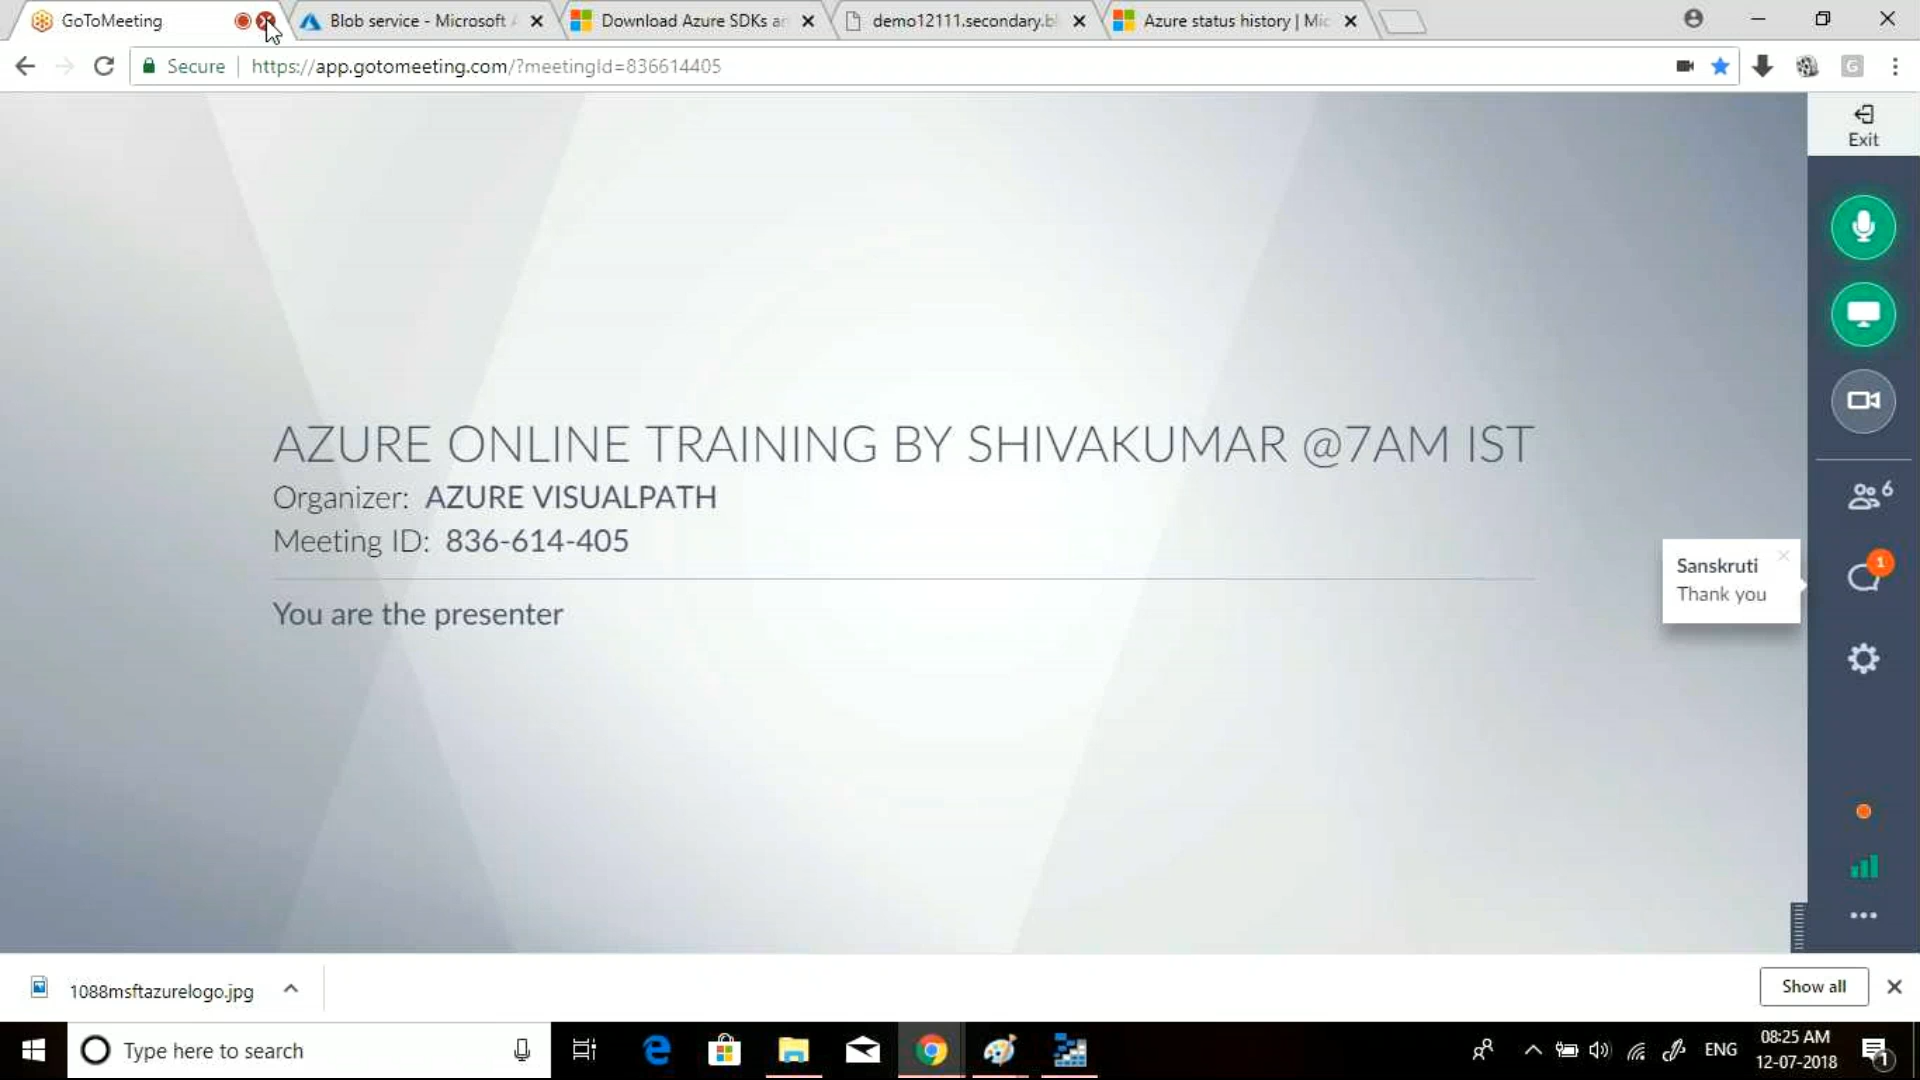 GoToMeeting
Blob service - Microsoft
Download Azure SDKs
demo12111.secondary.b
Azure status history | Mic
Secure
https://app.gotomeeting.com/?meetingId=836614405
G
Exit
AZURE ONLINE TRAINING BY SHIVAKUMAR @7AM IST
Organizer: AZURE VISUALPATH
Meeting ID: 836-614-405
You are the presenter
6
1
Sanskruti
Thank you
1088msftazurelogo.jpg
Show all
Type here to search
ENG
08:25 AM
12-07-2018
1